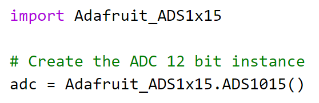 import Adafruit_ADS1x15
# Create the ADC 12 bit instance
adc = Adafruit_ADS1x15.ADS1015()